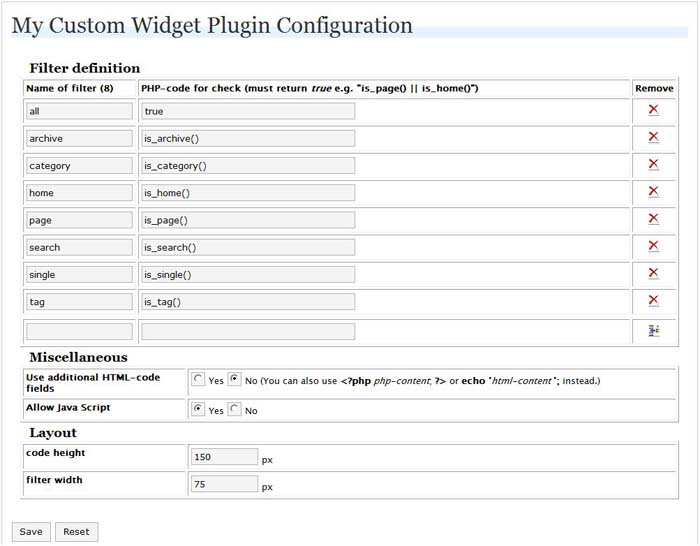 My Custom Widget Plugin Configuration
Filter definition
Name of filter (8) PHP-code for check (must return true e.g. "is_page() || is_home()") Remove
all true
archive is_archive()
category is_category()
home is_home()
page is_page()
search is_search()
single is_single()
tag is_tag()
Miscellaneous
Use additional HTML-code Yes No (You can also use <?php php-content; ?> or echo 'html-content '; instead.)
fields
Allow Java Script Yes No
Layout
code height 150 px
filter width 75 px
Save Reset